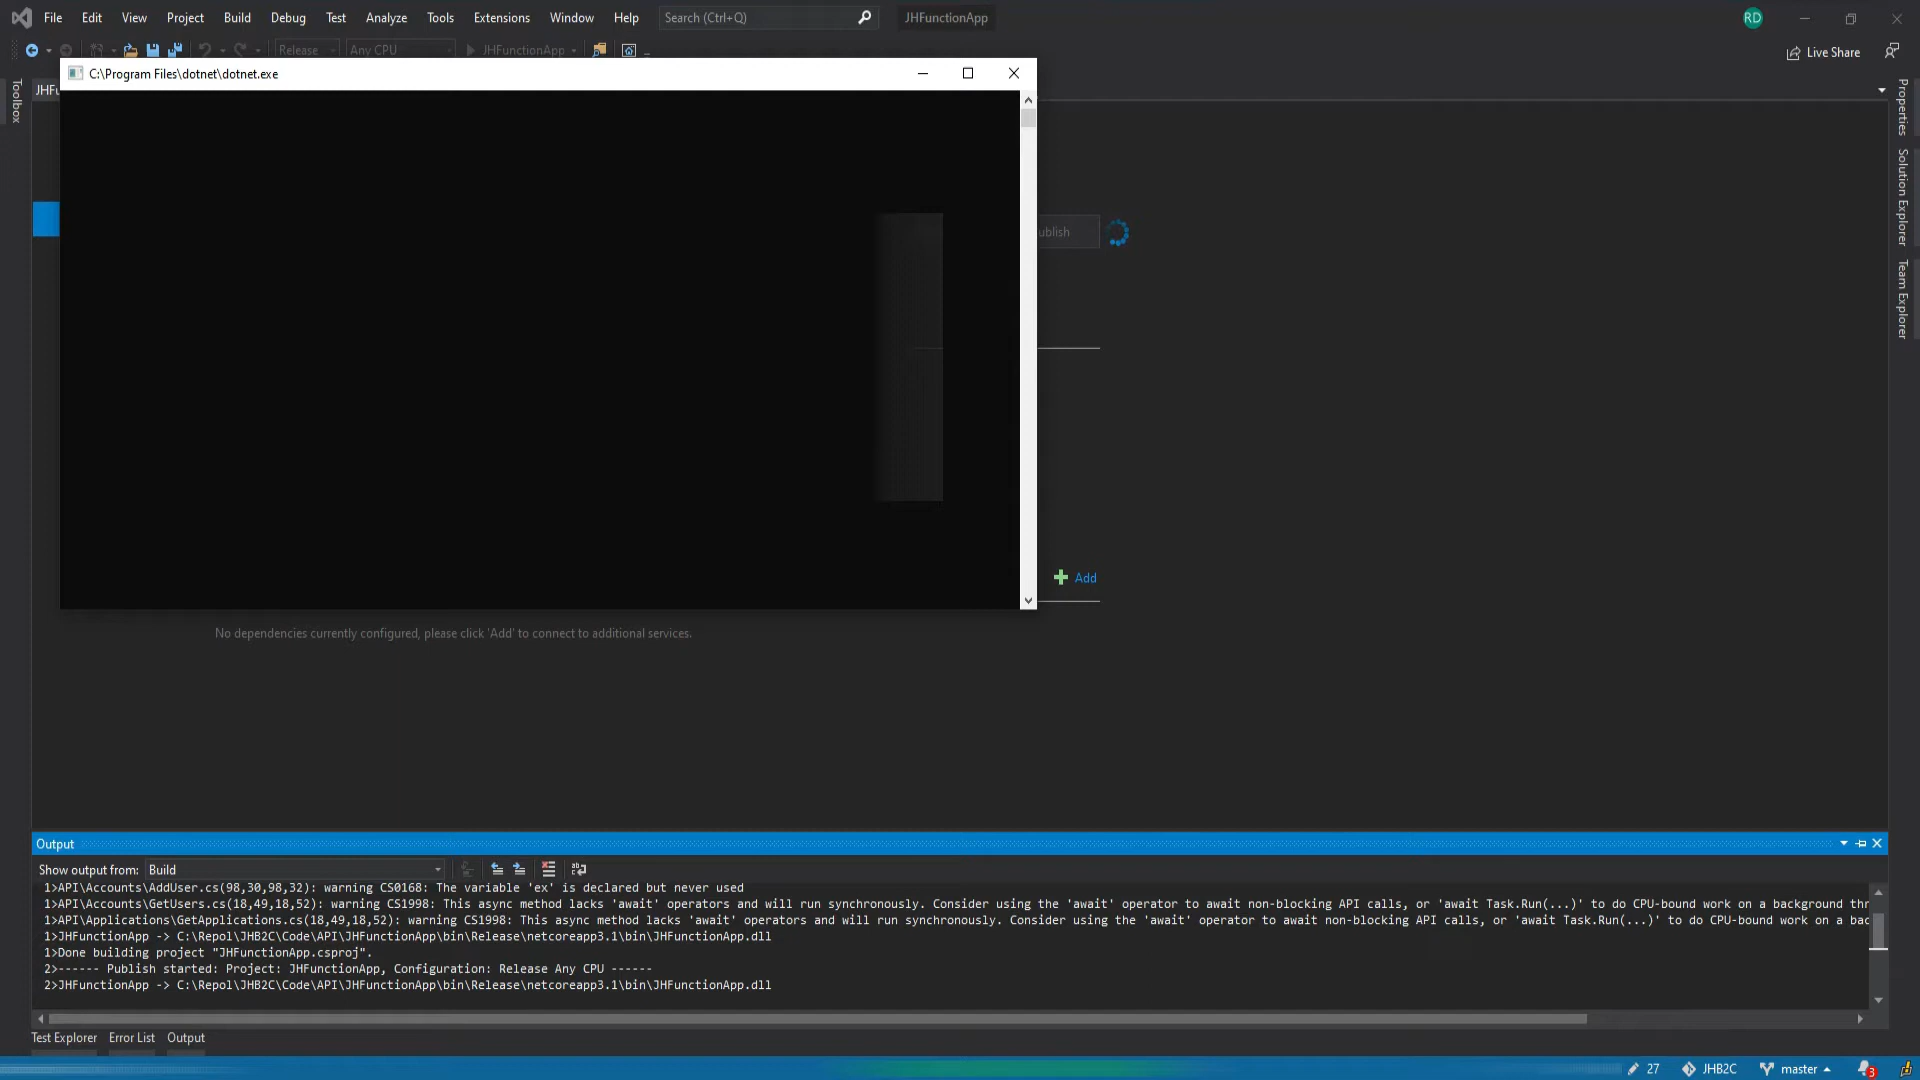 File Edit View Project Build Debug Test Analyze Tools Extensions Window Help Search (Ctrl+Q) JHFunctionApp RD
Release Any CPU JHFunctionApp Live Share
C:\Program Files\dotnet\dotnet.exe
Toolbox
JHFu
Properties
Solution Explorer
Team Explorer
ublish
Add
No dependencies currently configured, please click 'Add' to connect to additional services.
Output
Show output from: Build
1>API\Accounts\AddUser.cs(98,30,98,32): warning CS0168: The variable 'ex' is declared but never used
1>API\Accounts\GetUsers.cs(18,49,18,52): warning CS1998: This async method lacks 'await' operators and will run synchronously. Consider using the 'await' operator to await non-blocking API calls, or 'await Task.Run(...)' to do CPU-bound work on a background thr
1>API\Applications\GetApplications.cs(18,49,18,52): warning CS1998: This async method lacks 'await' operators and will run synchronously. Consider using the 'await' operator to await non-blocking API calls, or 'await Task.Run(...)' to do CPU-bound work on a bac
1>JHFunctionApp -> C:\Repol\JHB2C\Code\API\JHFunctionApp\bin\Release\netcoreapp3.1\bin\JHFunctionApp.dll
1>Done building project "JHFunctionApp.csproj".
2>------ Publish started: Project: JHFunctionApp, Configuration: Release Any CPU ------
2>JHFunctionApp -> C:\Repol\JHB2C\Code\API\JHFunctionApp\bin\Release\netcoreapp3.1\bin\JHFunctionApp.dll
Test Explorer Error List Output
27 JHB2C master 3